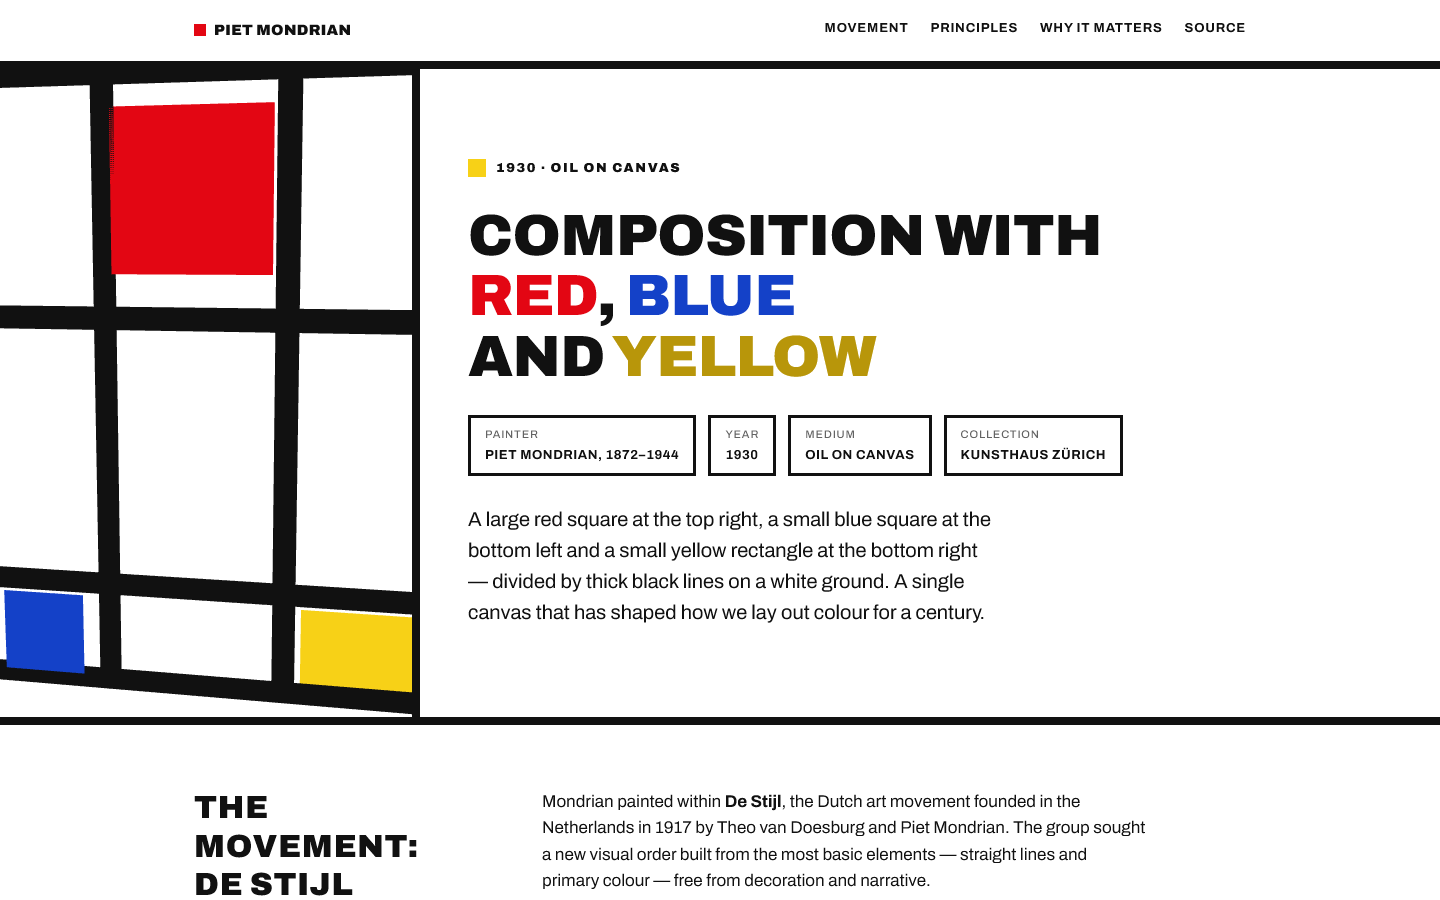 PIET MONDRIAN
MOVEMENT PRINCIPLES WHY IT MATTERS SOURCE
1930 · OIL ON CANVAS
COMPOSITION WITH
RED, BLUE
AND YELLOW
PAINTER
PIET MONDRIAN, 1872–1944
YEAR
1930
MEDIUM
OIL ON CANVAS
COLLECTION
KUNSTHAUS ZÜRICH
A large red square at the top right, a small blue square at the
bottom left and a small yellow rectangle at the bottom right
— divided by thick black lines on a white ground. A single
canvas that has shaped how we lay out colour for a century.
THE
MOVEMENT:
DE STIJL
Mondrian painted within De Stijl, the Dutch art movement founded in the
Netherlands in 1917 by Theo van Doesburg and Piet Mondrian. The group sought
a new visual order built from the most basic elements — straight lines and
primary colour — free from decoration and narrative.